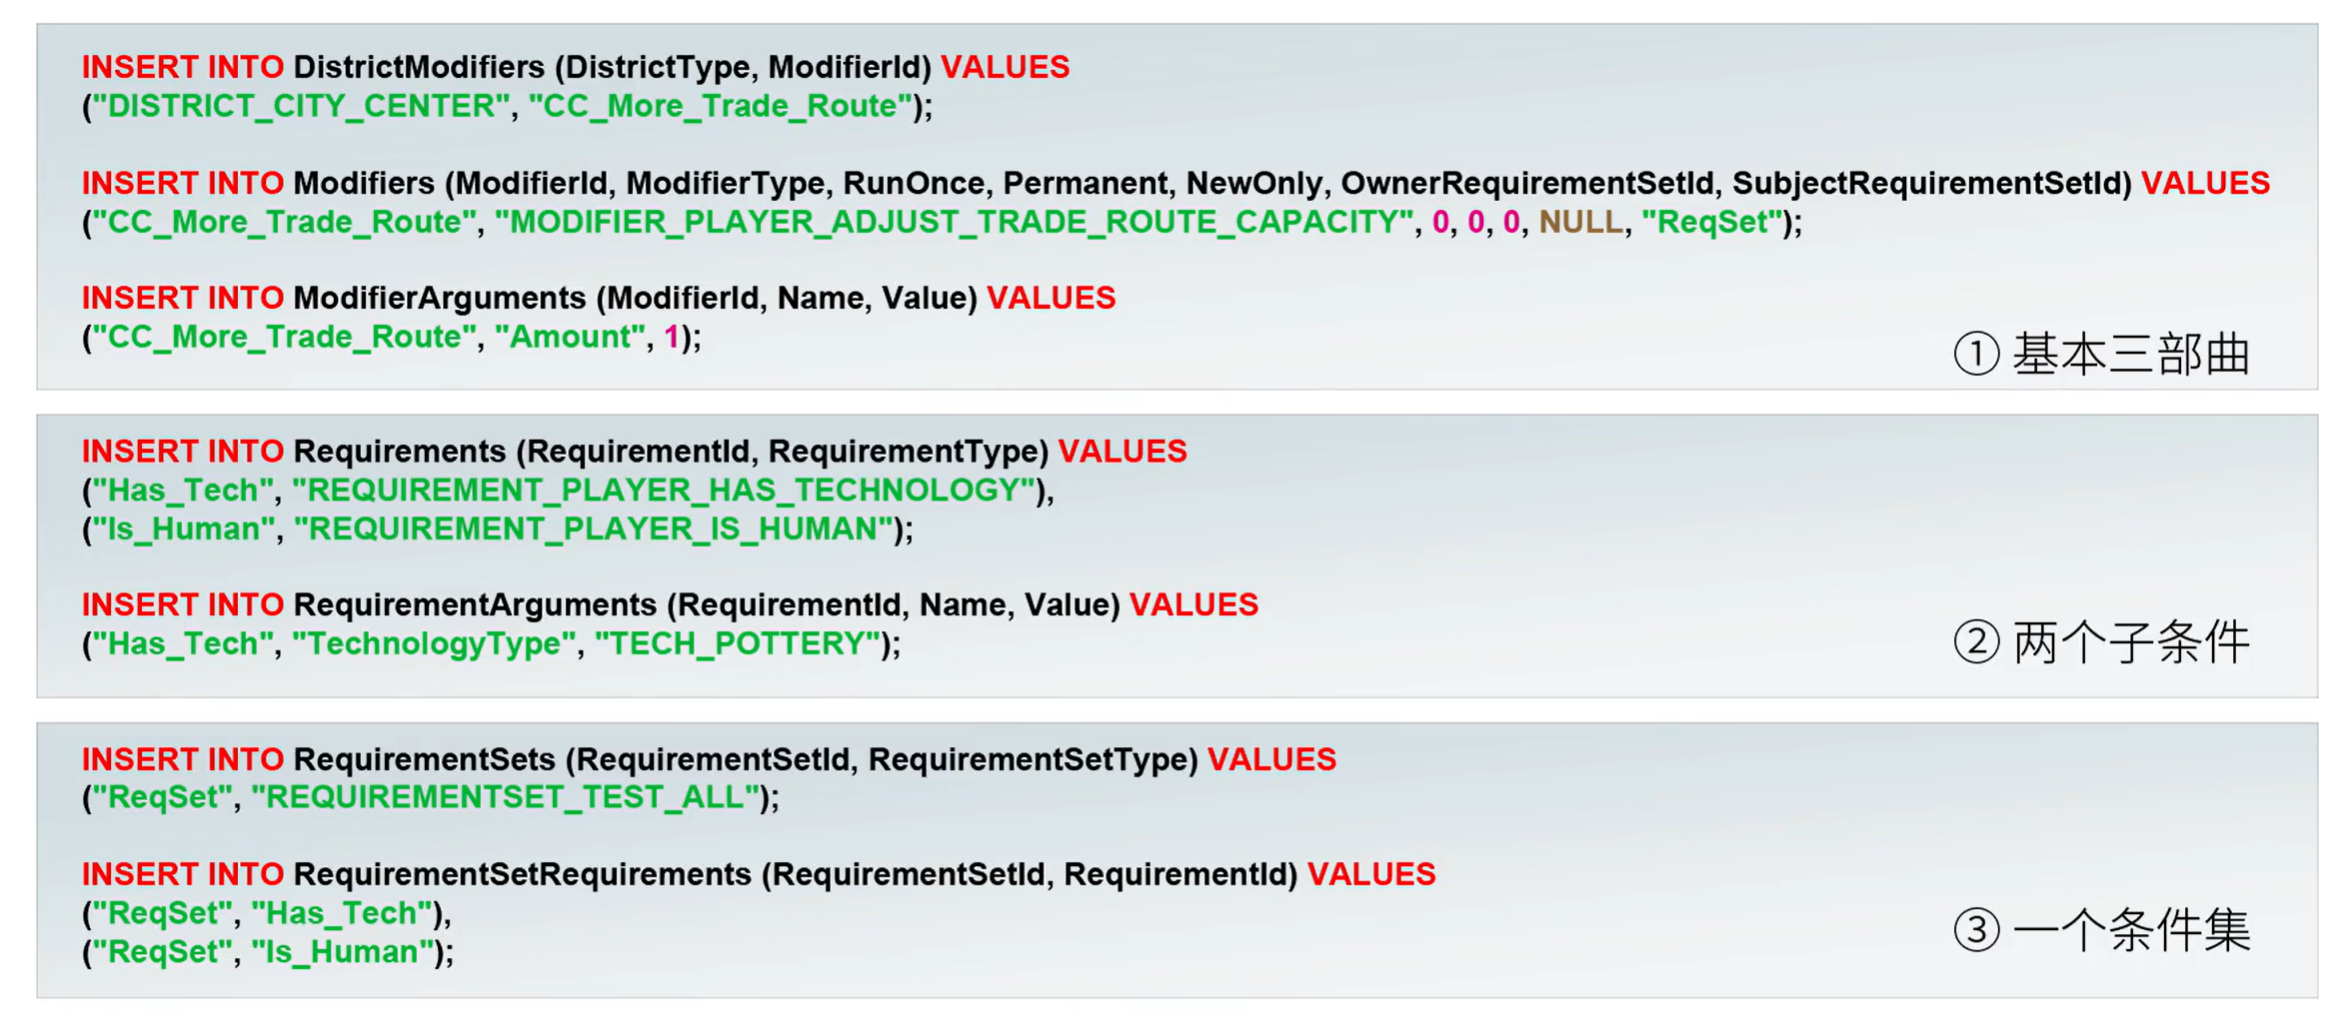 INSERT INTO DistrictModifiers (DistrictType, ModifierId) VALUES
("DISTRICT_CITY_CENTER", "CC_More_Trade_Route");
INSERT INTO Modifiers (ModifierId, ModifierType, RunOnce, Permanent, NewOnly, OwnerRequirementSetId, SubjectRequirementSetId) VALUES
("CC_More_Trade_Route", "MODIFIER_PLAYER_ADJUST_TRADE_ROUTE_CAPACITY", 0, 0, 0, NULL, "ReqSet");
INSERT INTO ModifierArguments (ModifierId, Name, Value) VALUES
("CC_More_Trade_Route", "Amount", 1);
① 基本三部曲
INSERT INTO Requirements (RequirementId, RequirementType) VALUES
("Has_Tech", "REQUIREMENT_PLAYER_HAS_TECHNOLOGY"),
("Is_Human", "REQUIREMENT_PLAYER_IS_HUMAN");
INSERT INTO RequirementArguments (RequirementId, Name, Value) VALUES
("Has_Tech", "TechnologyType", "TECH_POTTERY");
② 两个子条件
INSERT INTO RequirementSets (RequirementSetId, RequirementSetType) VALUES
("ReqSet", "REQUIREMENTSET_TEST_ALL");
INSERT INTO RequirementSetRequirements (RequirementSetId, RequirementId) VALUES
("ReqSet", "Has_Tech"),
("ReqSet", "Is_Human");
③ 一个条件集